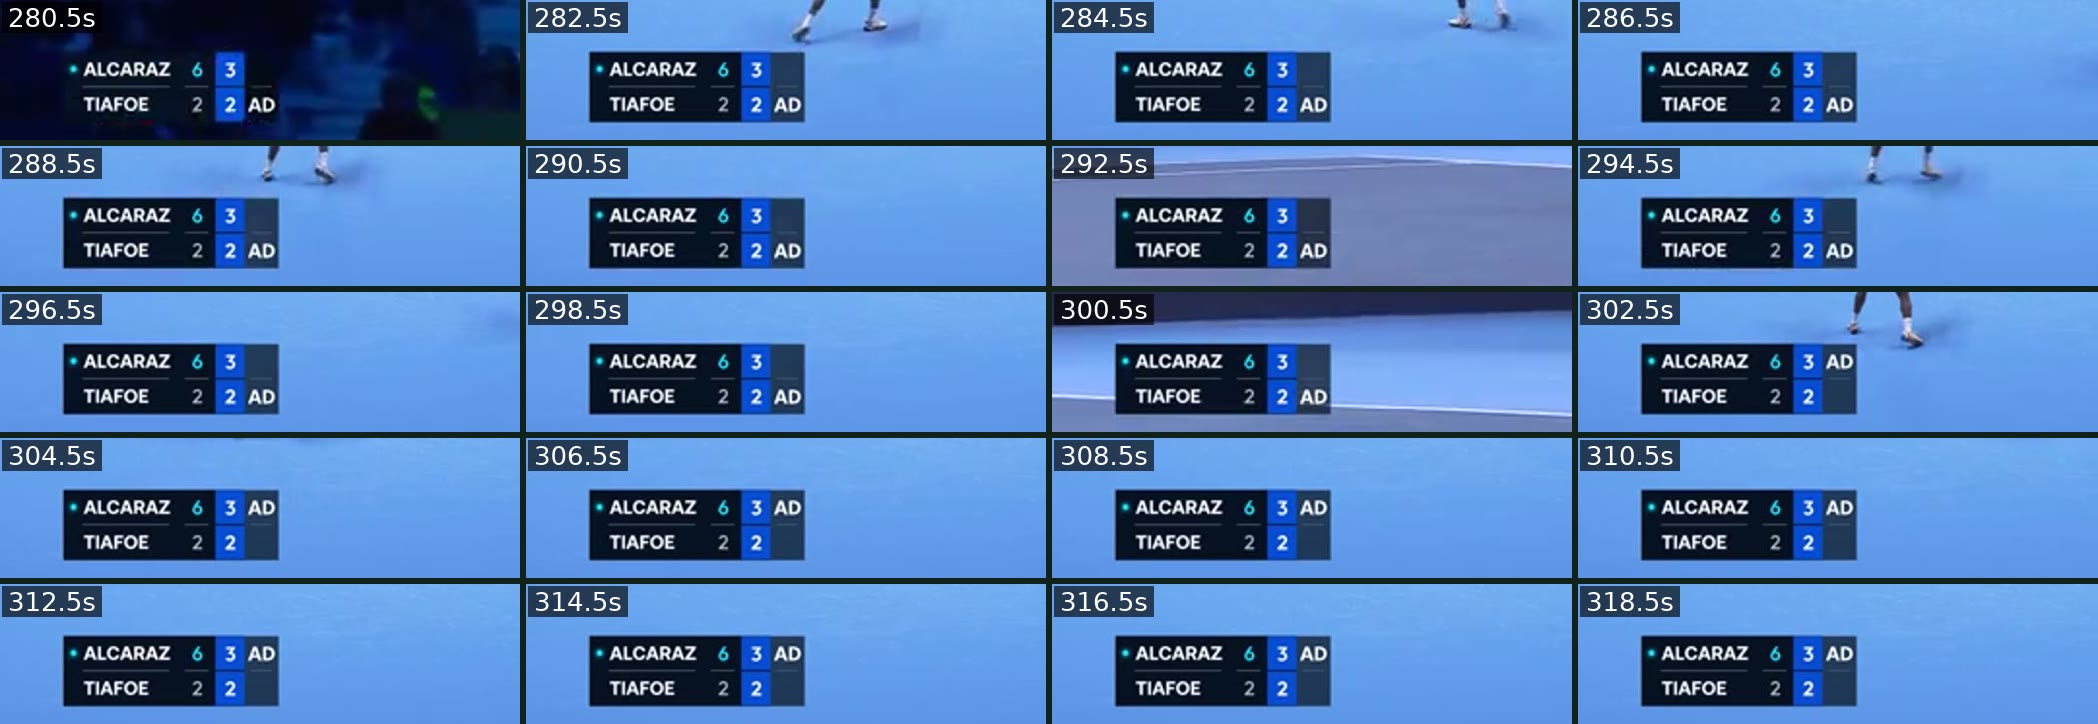 280.5s
ALCARAZ 6 3
TIAFOE 2 2 AD
282.5s
ALCARAZ 6 3
TIAFOE 2 2 AD
284.5s
ALCARAZ 6 3
TIAFOE 2 2 AD
286.5s
ALCARAZ 6 3
TIAFOE 2 2 AD
288.5s
ALCARAZ 6 3
TIAFOE 2 2 AD
290.5s
ALCARAZ 6 3
TIAFOE 2 2 AD
292.5s
ALCARAZ 6 3
TIAFOE 2 2 AD
294.5s
ALCARAZ 6 3
TIAFOE 2 2 AD
296.5s
ALCARAZ 6 3
TIAFOE 2 2 AD
298.5s
ALCARAZ 6 3
TIAFOE 2 2 AD
300.5s
ALCARAZ 6 3
TIAFOE 2 2 AD
302.5s
ALCARAZ 6 3 AD
TIAFOE 2 2
304.5s
ALCARAZ 6 3 AD
TIAFOE 2 2
306.5s
ALCARAZ 6 3 AD
TIAFOE 2 2
308.5s
ALCARAZ 6 3 AD
TIAFOE 2 2
310.5s
ALCARAZ 6 3 AD
TIAFOE 2 2
312.5s
ALCARAZ 6 3 AD
TIAFOE 2 2
314.5s
ALCARAZ 6 3 AD
TIAFOE 2 2
316.5s
ALCARAZ 6 3 AD
TIAFOE 2 2
318.5s
ALCARAZ 6 3 AD
TIAFOE 2 2